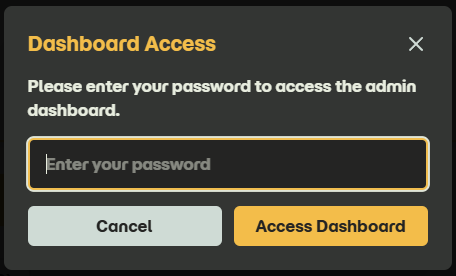 Dashboard Access
Please enter your password to access the admin
dashboard.
Enter your password
Cancel
Access Dashboard